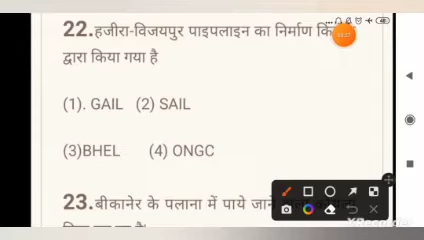 22.हजीरा-विजयपुर पाइपलाइन का निर्माण
द्वारा किया गया है
(1). GAIL (2) SAIL
(3)BHEL (4) ONGC
23.बीकानेर के पलाना में पाये जाने